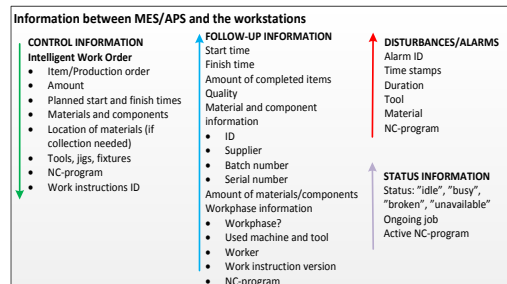 Information between MES/APS and the workstations
CONTROL INFORMATION
Intelligent Work Order
• Item/Production order
• Amount
• Planned start and finish times
• Materials and components
• Location of materials (if
collection needed)
• Tools, jigs, fixtures
• NC-program
• Work instructions ID
FOLLOW-UP INFORMATION
Start time
Finish time
Amount of completed items
Quality
Material and component
information
• ID
• Supplier
• Batch number
• Serial number
Amount of materials/components
Workphase information
• Workphase?
• Used machine and tool
• Worker
• Work instruction version
• NC-program
DISTURBANCES/ALARMS
Alarm ID
Time stamps
Duration
Tool
Material
NC-program
STATUS INFORMATION
Status: ”idle”, ”busy”,
”broken”, ”unavailable”
Ongoing job
Active NC-program